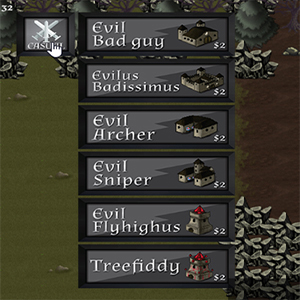 32
CASUAL
Evil
Bad guy
$2
Evilus
Badissimus
$2
Evil
Archer
$2
Evil
Sniper
$2
Evil
Flyhighus
$2
Treefiddy
$2